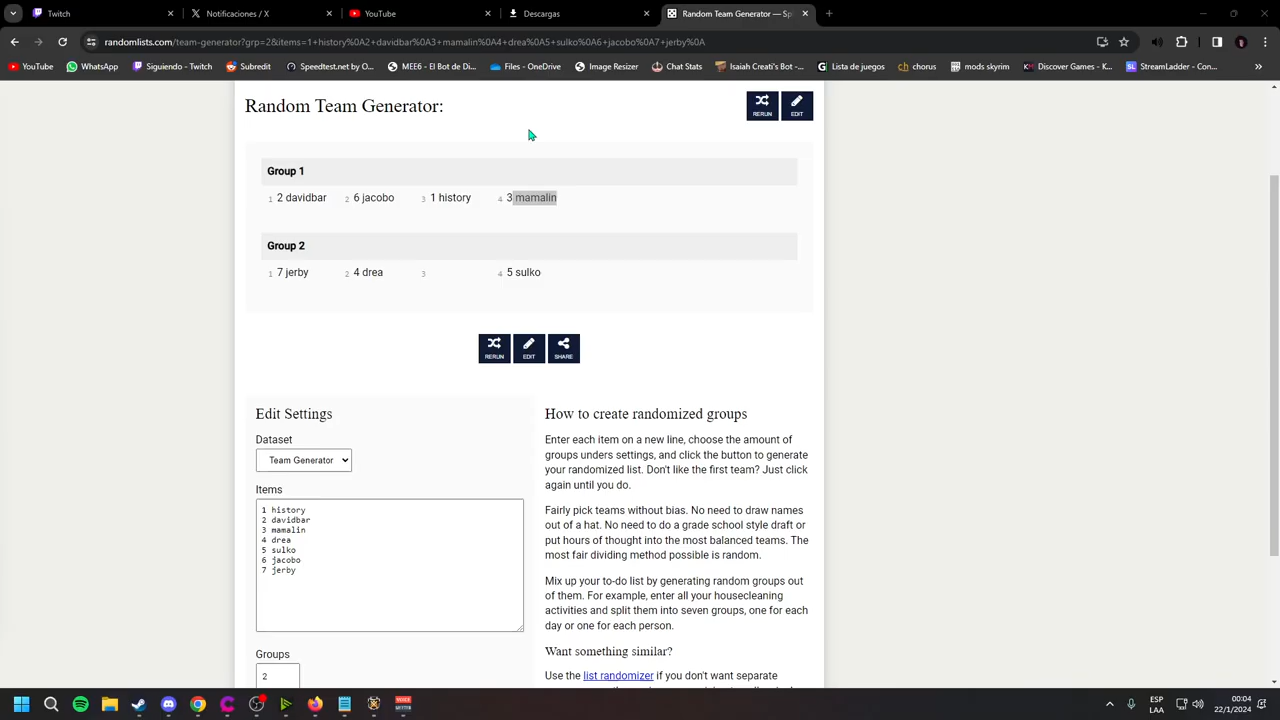 Twitch
Notificaciones / X
YouTube
Descargas
Random Team Generator — Sp
randomlists.com/team-generator?grp=2&items=1+history%0A2+davidbar%0A3+mamalin%0A4+drea%0A5+sulko%0A6+jacobo%0A7+jerby%0A
YouTube WhatsApp Siguiendo - Twitch Subredit Speedtest.net by O... MEE6 - El Bot de Di... Files - OneDrive Image Resizer Chat Stats Isaiah Creati's Bot -... Lista de juegos chorus mods skyrim Discover Games - K... StreamLadder - Con...
Random Team Generator:
RERUN EDIT
Group 1
1 2 davidbar 2 6 jacobo 3 1 history 4 3 mamalin
Group 2
1 7 jerby 2 4 drea 3 4 5 sulko
RERUN EDIT SHARE
Edit Settings
Dataset
Team Generator
Items
1 history
2 davidbar
3 mamalin
4 drea
5 sulko
6 jacobo
7 jerby
Groups
2
How to create randomized groups
Enter each item on a new line, choose the amount of
groups unders settings, and click the button to generate
your randomized list. Don't like the first team? Just click
again until you do.
Fairly pick teams without bias. No need to draw names
out of a hat. No need to do a grade school style draft or
put hours of thought into the most balanced teams. The
most fair dividing method possible is random.
Mix up your to-do list by generating random groups out
of them. For example, enter all your housecleaning
activities and split them into seven groups, one for each
day or one for each person.
Want something similar?
Use the list randomizer if you don't want separate
ESP
LAA
00:04
22/1/2024